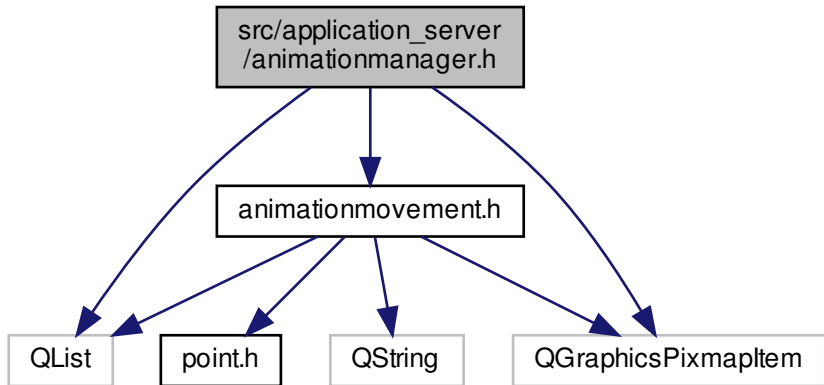 src/application_server
/animationmanager.h
animationmovement.h
QList
point.h
QString
QGraphicsPixmapItem